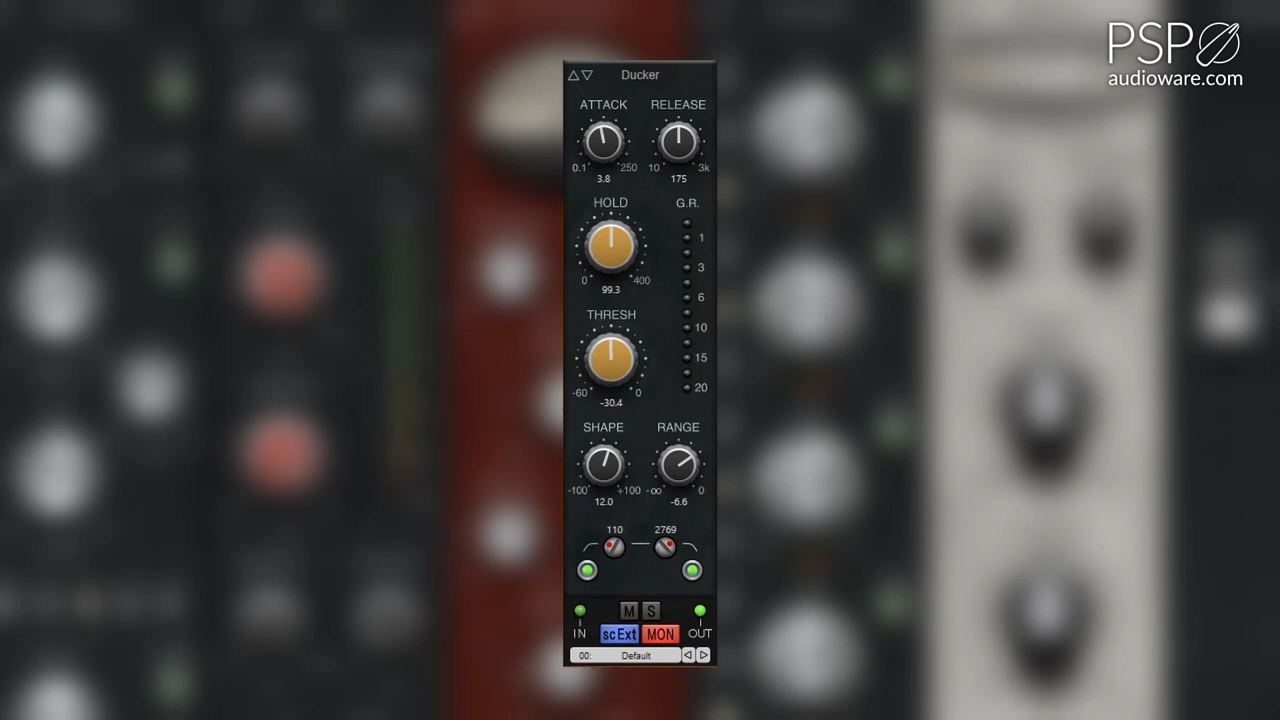 PSP
audioware.com
Ducker
ATTACK RELEASE
0.1 250 10 3k
3.8 175
HOLD G.R.
1
3
0 400
99.3
6
THRESH
10
15
-60 0
20
-30.4
SHAPE RANGE
-100 +100 -∞ 0
12.0 -6.6
110 2769
M S
IN scExt MON OUT
00: Default